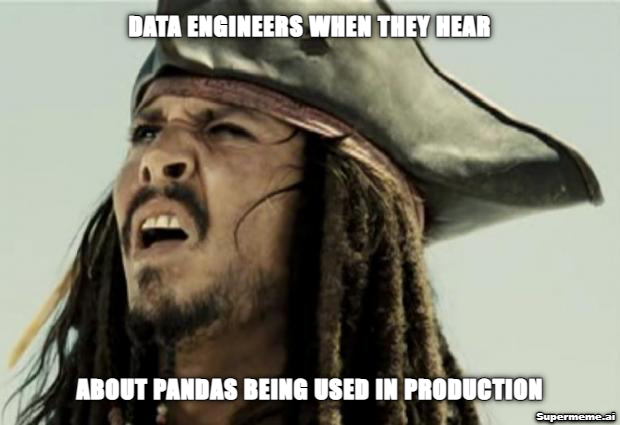 DATA ENGINEERS WHEN THEY HEAR
ABOUT PANDAS BEING USED IN PRODUCTION
Supermeme.ai